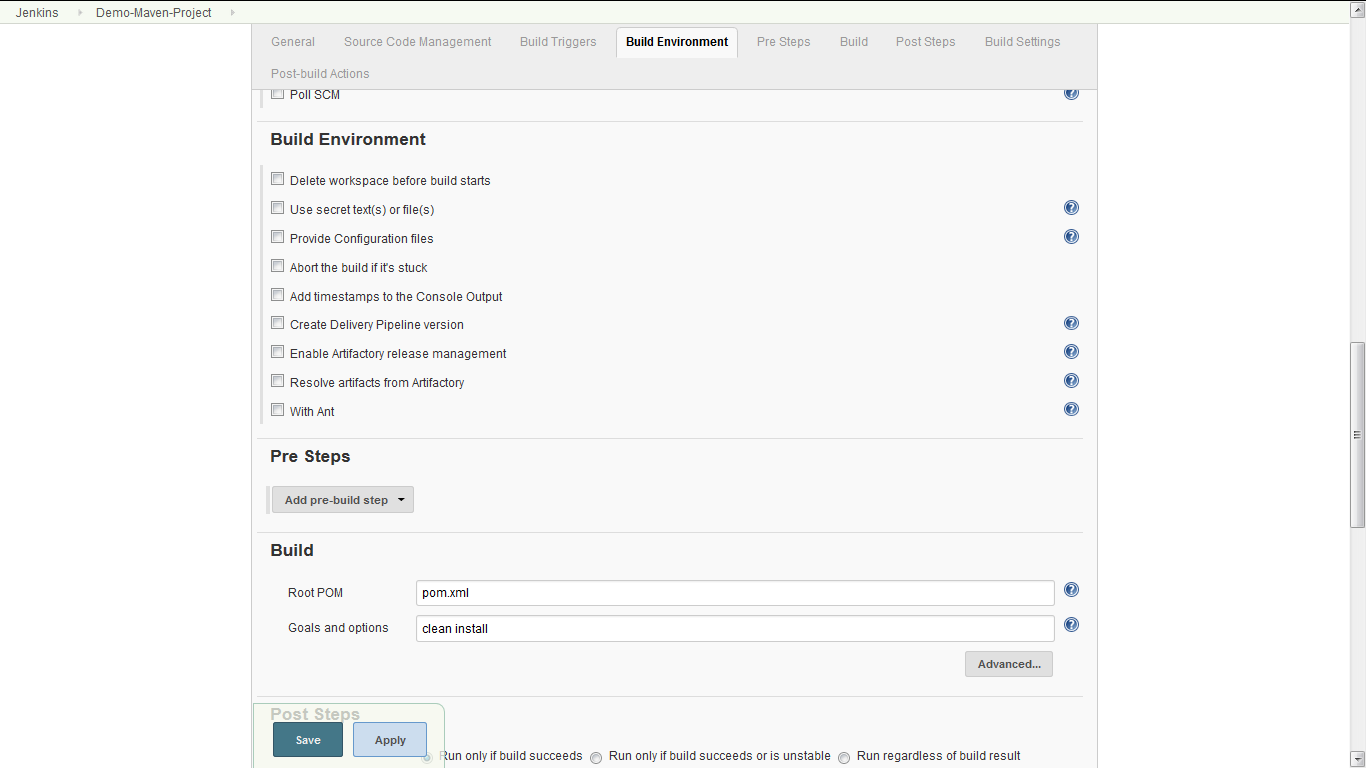 Jenkins Demo-Maven-Project
General Source Code Management Build Triggers Build Environment Pre Steps Build Post Steps Build Settings
Post-build Actions
Poll SCM
Build Environment
Delete workspace before build starts
Use secret text(s) or file(s)
Provide Configuration files
Abort the build if it's stuck
Add timestamps to the Console Output
Create Delivery Pipeline version
Enable Artifactory release management
Resolve artifacts from Artifactory
With Ant
Pre Steps
Add pre-build step
Build
Root POM pom.xml
Goals and options clean install
Advanced...
Post Steps
Save Apply
Run only if build succeeds Run only if build succeeds or is unstable Run regardless of build result